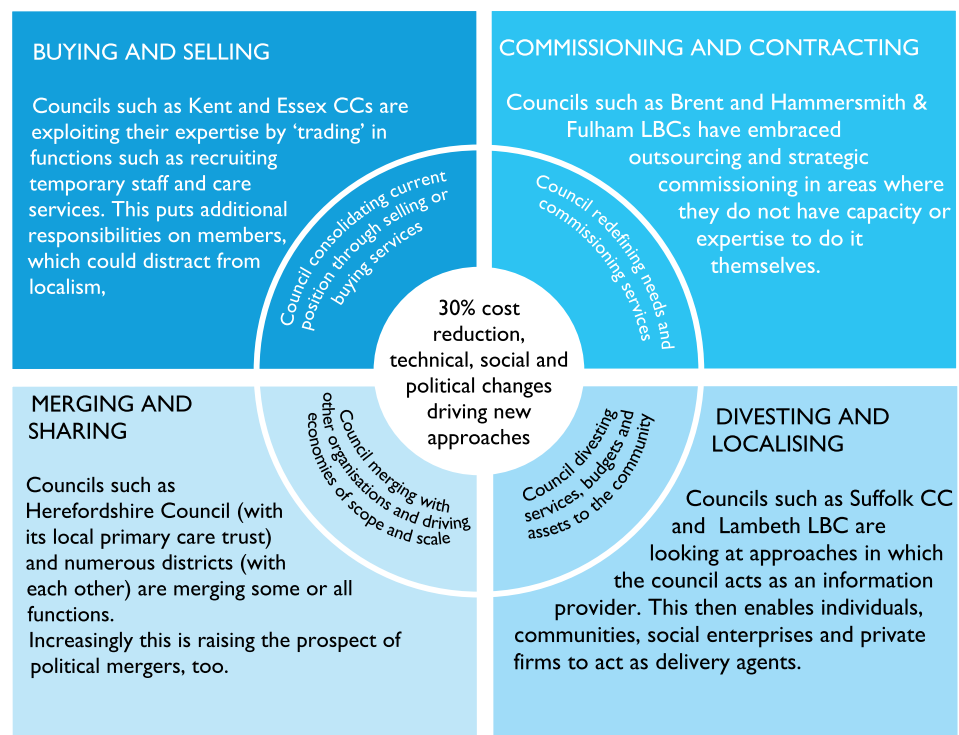 BUYING AND SELLING
Councils such as Kent and Essex CCs are
exploiting their expertise by ‘trading’ in
functions such as recruiting
temporary staff and care
services. This puts additional
responsibilities on members,
which could distract from
localism,
Council consolidating current
position through selling or
buying services
COMMISSIONING AND CONTRACTING
Councils such as Brent and Hammersmith &
Fulham LBCs have embraced
outsourcing and strategic
commissioning in areas where
they do not have capacity or
expertise to do it
themselves.
Council redefining needs and
commissioning services
30% cost
reduction,
technical, social and
political changes
driving new
approaches
MERGING AND
SHARING
Councils such as
Herefordshire Council (with
its local primary care trust)
and numerous districts (with
each other) are merging some or all
functions.
Increasingly this is raising the prospect of
political mergers, too.
Council merging with
other organisations and driving
economies of scope and scale
DIVESTING AND
LOCALISING
Councils such as Suffolk CC
and Lambeth LBC are
looking at approaches in which
the council acts as an information
provider. This then enables individuals,
communities, social enterprises and private
firms to act as delivery agents.
Council divesting
services, budgets and
assets to the community